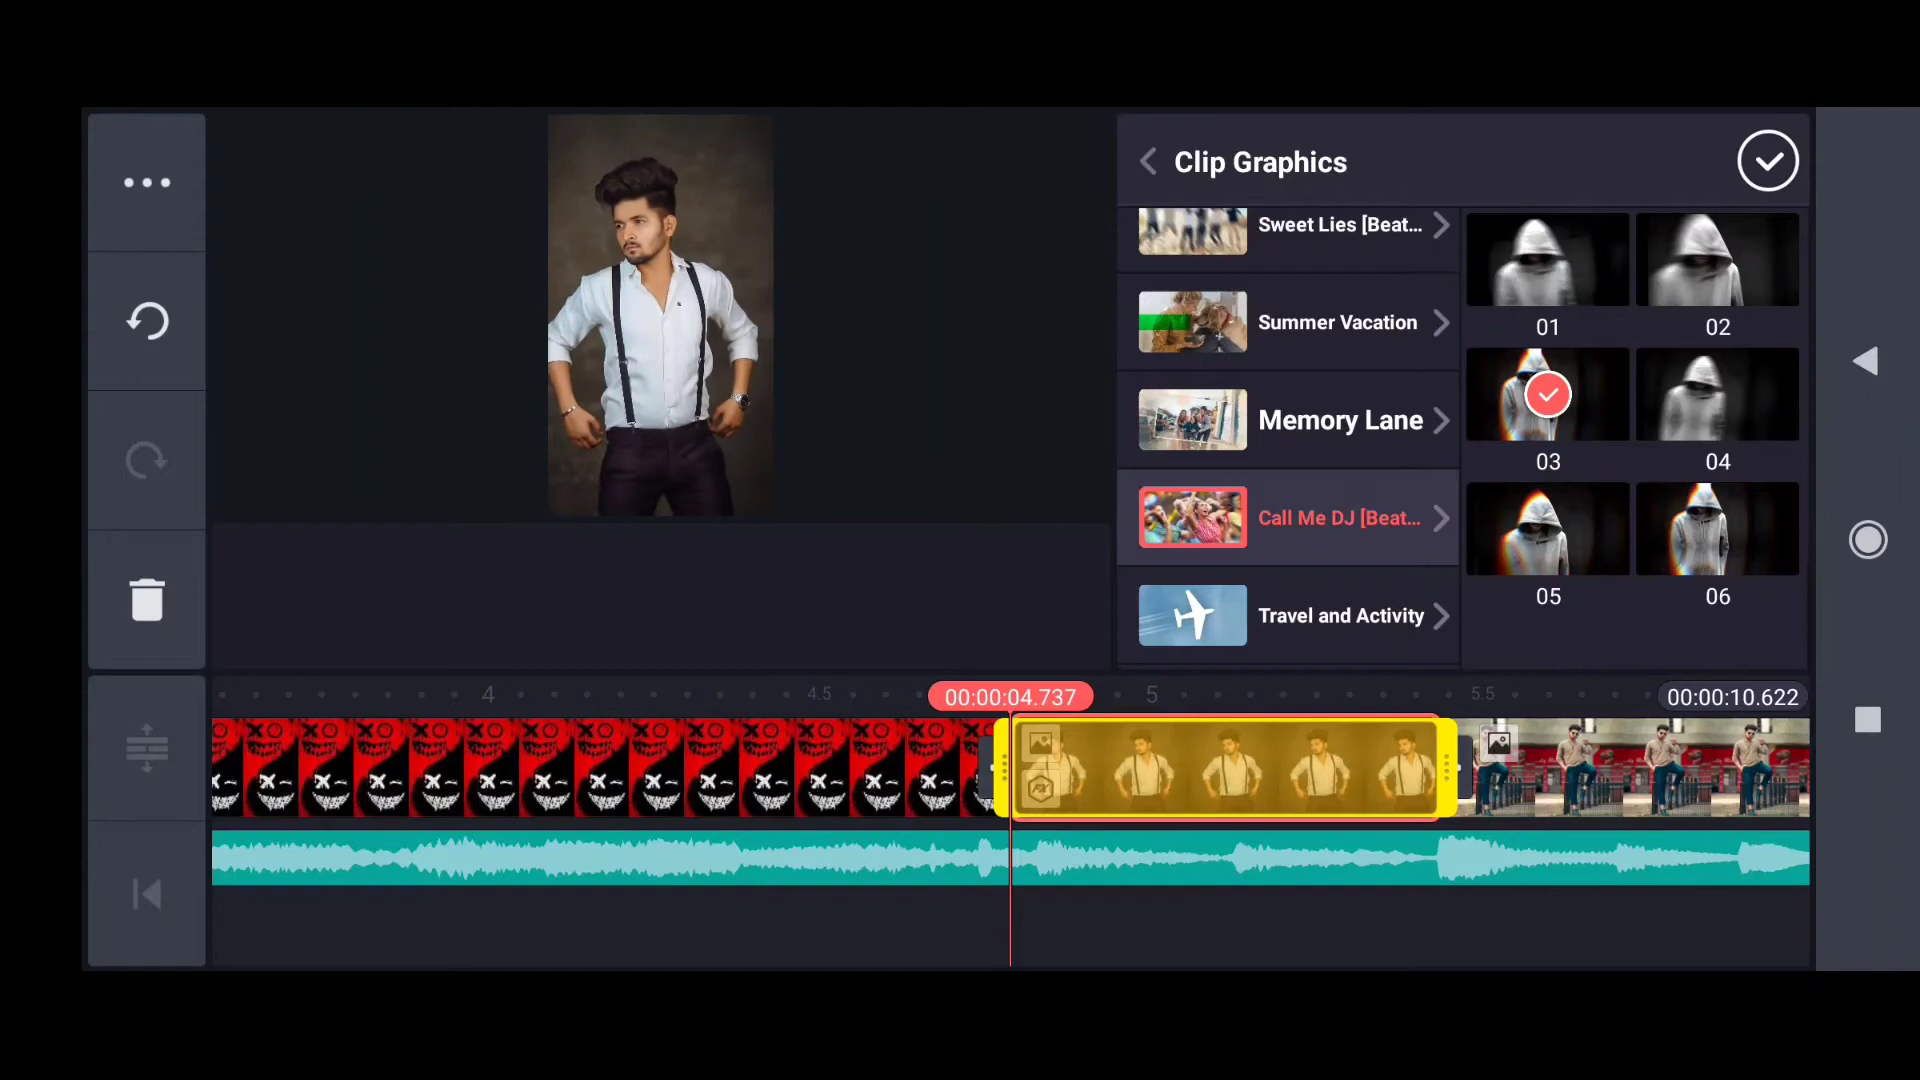 Clip Graphics
Sweet Lies [Beat...
Summer Vacation
Memory Lane
Call Me DJ [Beat...
Travel and Activity
01
02
03
04
05
06
4
4.5
00:00:04.737
5
5.5
00:00:10.622
FX